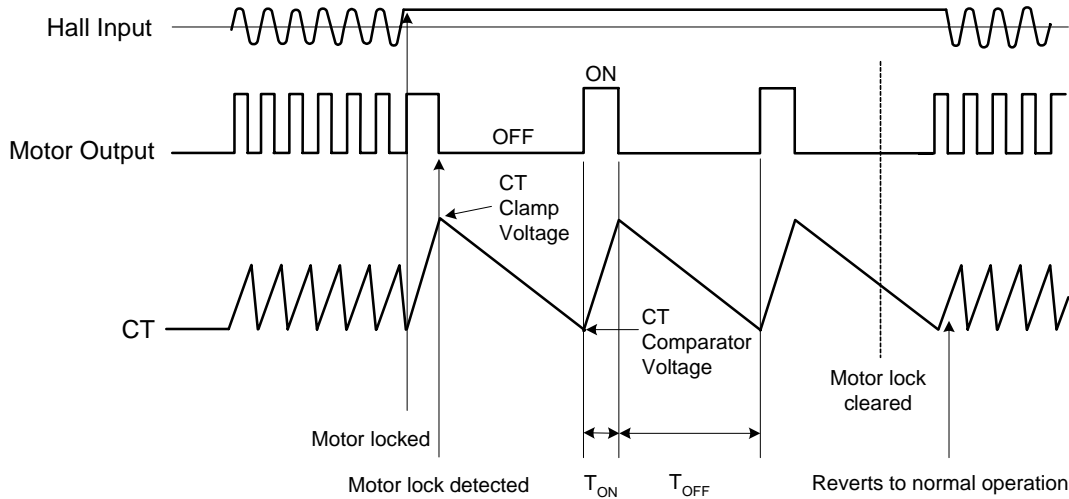 Hall Input
ON
Motor Output
OFF
CT
Clamp
Voltage
CT
CT
Comparator
Voltage
Motor lock
cleared
Motor locked
Motor lock detected
TON
TOFF
Reverts to normal operation